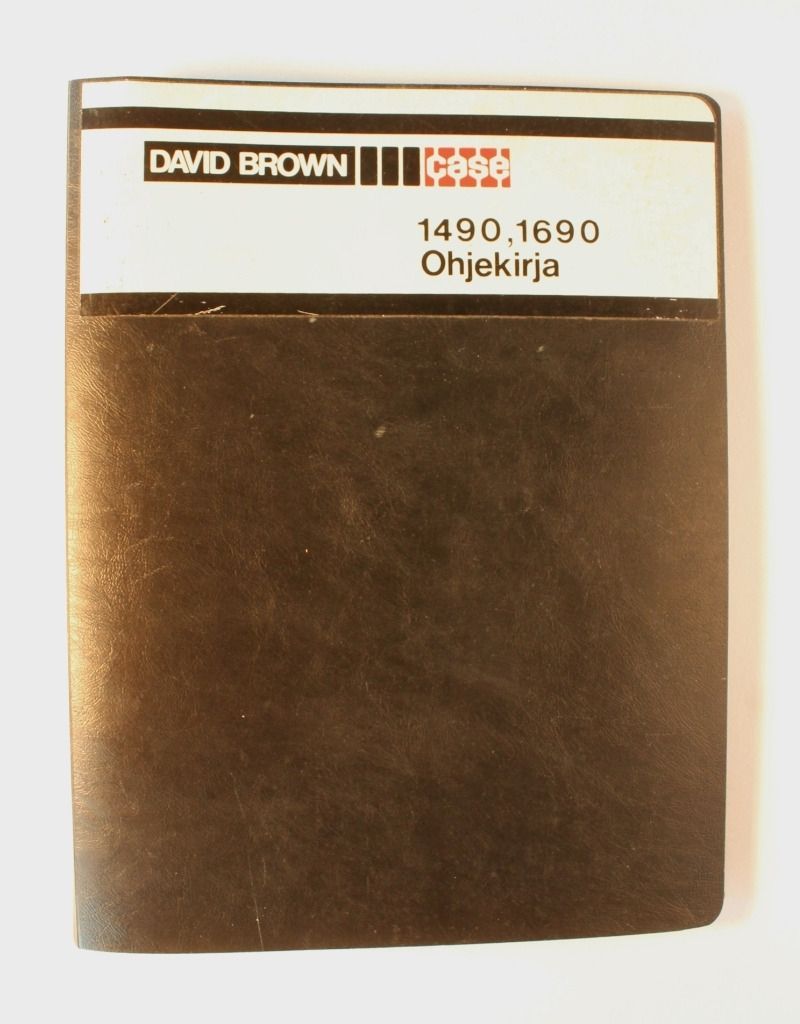 DAVID BROWN case
1490,1690
Ohjekirja